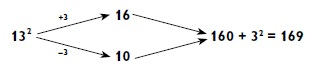 +3
16
13² 160 + 3² = 169
−3
10